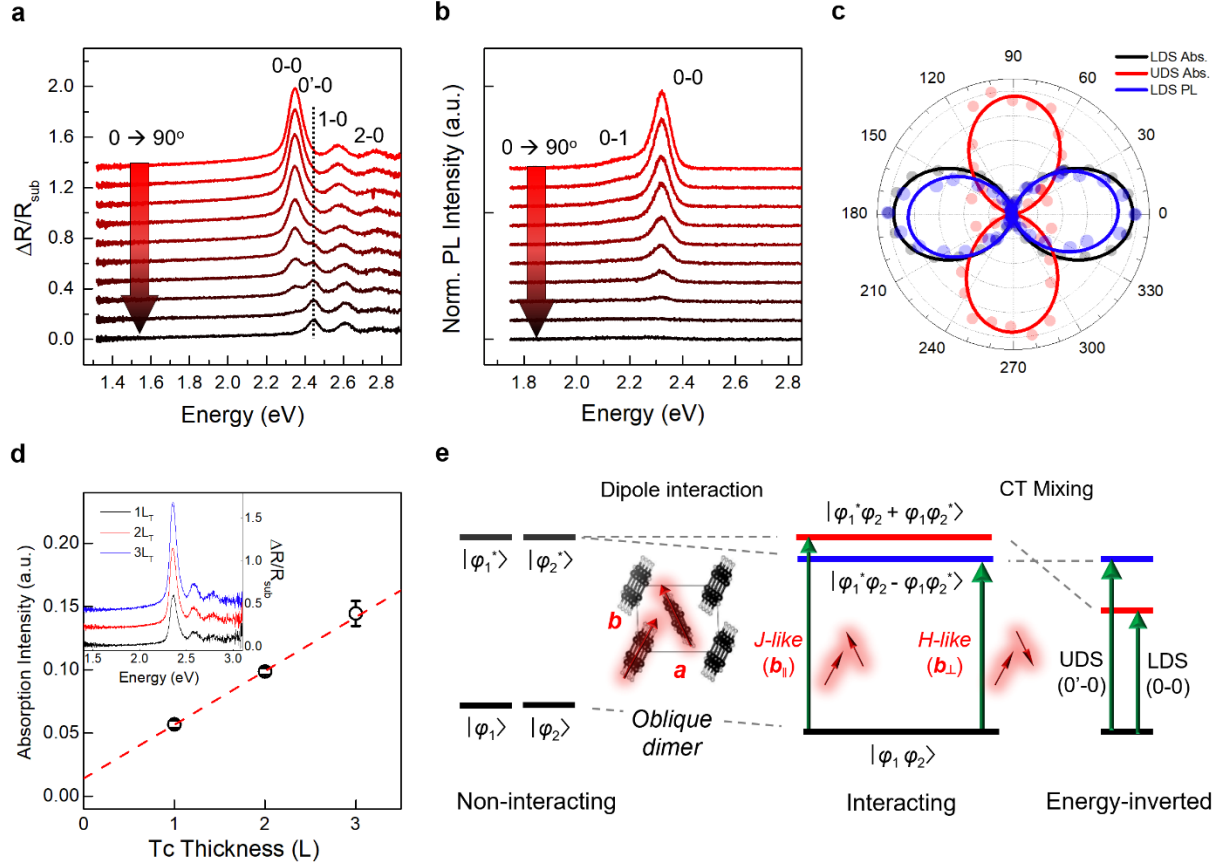 a
0-0
0'-0
1-0
2-0
0 → 90°
ΔR/R_sub
2.0
1.6
1.2
0.8
0.4
0.0
1.4 1.6 1.8 2.0 2.2 2.4 2.6 2.8
Energy (eV)
b
0-0
0-1
0 → 90°
Norm. PL Intensity (a.u.)
1.8 2.0 2.2 2.4 2.6 2.8
Energy (eV)
c
LDS Abs.
UDS Abs.
LDS PL
90
120 60
150 30
180 0
210 330
240 300
270
d
Absorption Intensity (a.u.)
0.20
0.15
0.10
0.05
0.00
0 1 2 3
Tc Thickness (L)
1L_T
2L_T
3L_T
ΔR/R_sub
1.5
1.0
0.5
0.0
1.5 2.0 2.5 3.0
Energy (eV)
e
Dipole interaction
CT Mixing
|φ₁*⟩ |φ₂*⟩
|φ₁*φ₂ + φ₁φ₂*⟩
|φ₁*φ₂ - φ₁φ₂*⟩
b
a
J-like
(b∥)
H-like
(b⊥)
UDS
(0'-0)
LDS
(0-0)
|φ₁⟩ |φ₂⟩
Oblique
dimer
|φ₁ φ₂⟩
Non-interacting
Interacting
Energy-inverted